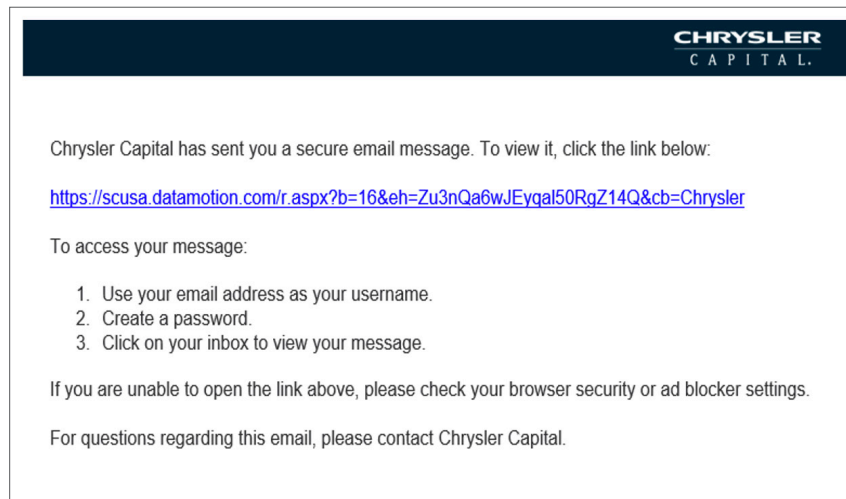 CHRYSLER
CAPITAL.
Chrysler Capital has sent you a secure email message. To view it, click the link below:
https://scusa.datamotion.com/r.aspx?b=16&eh=Zu3nQa6wJEyqal50RgZ14Q&cb=Chrysler
To access your message:
1. Use your email address as your username.
2. Create a password.
3. Click on your inbox to view your message.
If you are unable to open the link above, please check your browser security or ad blocker settings.
For questions regarding this email, please contact Chrysler Capital.